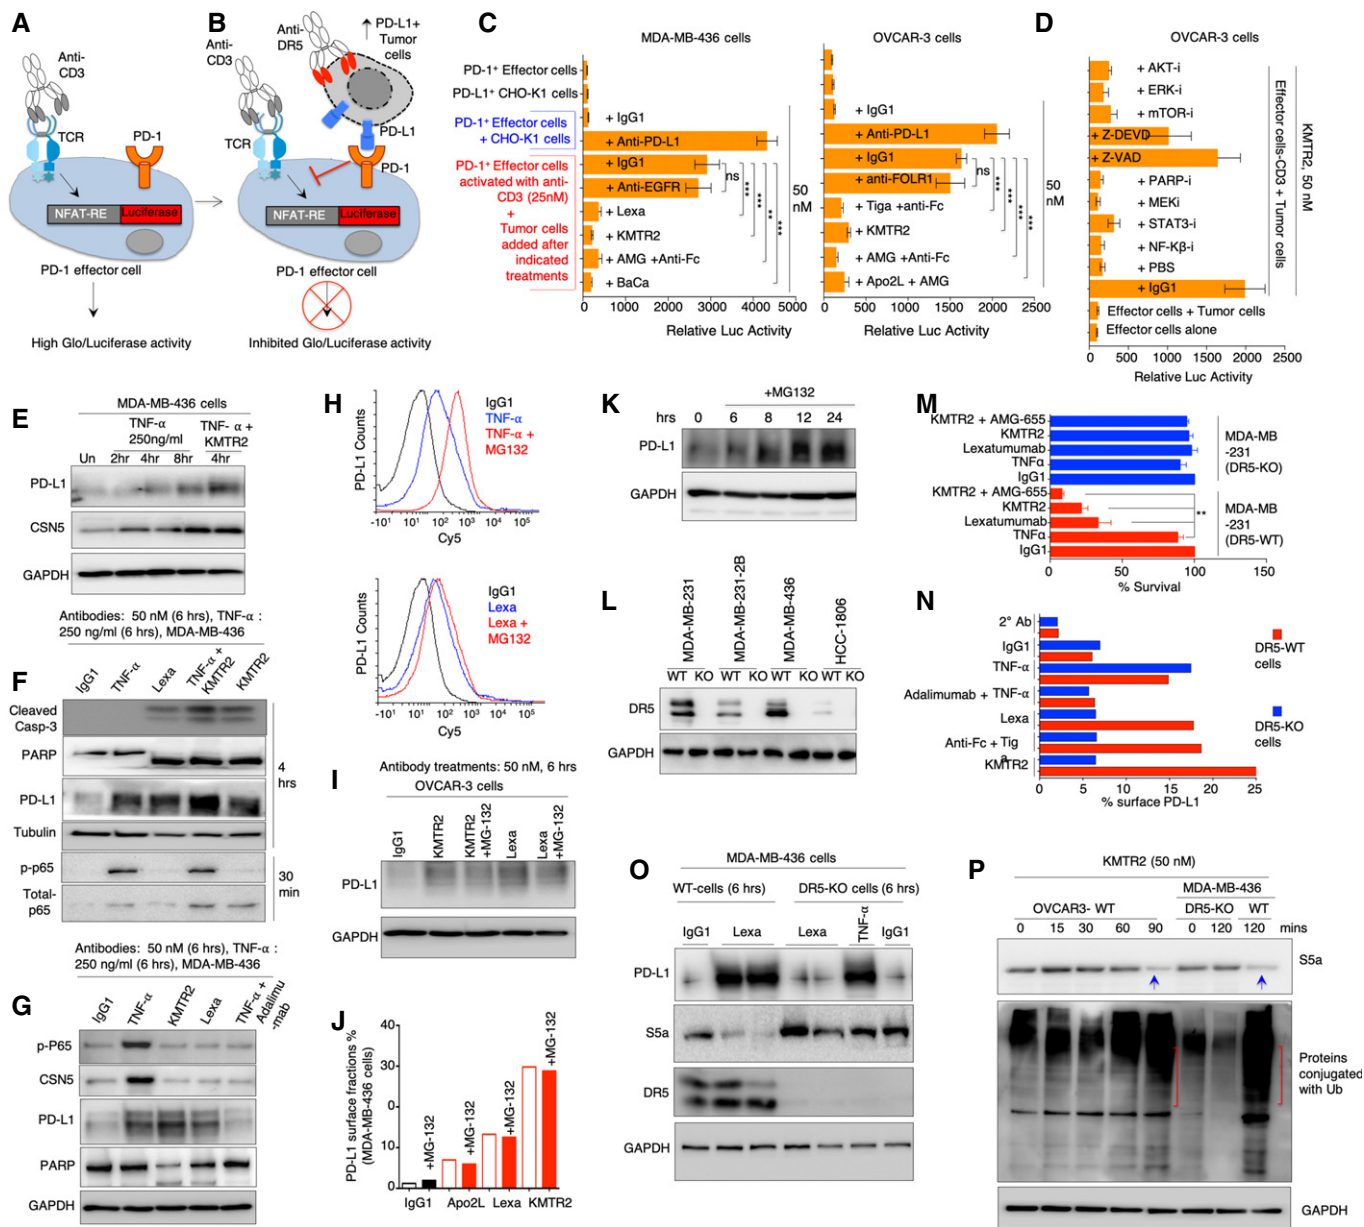 A
Anti-
CD3
TCR
PD-1
NFAT-RE
Luciferase
PD-1 effector cell
High Glo/Luciferase activity
B
Anti-
DR5
PD-L1+
Tumor
cells
Anti-
CD3
PD-L1
TCR
PD-1
NFAT-RE
Luciferase
PD-1 effector cell
Inhibited Glo/Luciferase activity
C
MDA-MB-436 cells
PD-1+ Effector cells
PD-L1+ CHO-K1 cells
PD-1+ Effector cells
+ CHO-K1 cells
PD-1+ Effector cells
activated with anti-
CD3 (25nM)
+
Tumor cells
added after
indicated
treatments
+ IgG1
+ Anti-PD-L1
+ IgG1
+ Anti-EGFR
+ Lexa
+ KMTR2
+ AMG +Anti-Fc
+ BaCa
ns
***
***
**
***
50
nM
0 1000 2000 3000 4000 5000
Relative Luc Activity
OVCAR-3 cells
+ IgG1
+ Anti-PD-L1
+ IgG1
+ anti-FOLR1
+ Tiga +anti-Fc
+ KMTR2
+ AMG +Anti-Fc
+ Apo2L + AMG
ns
***
***
***
***
50
nM
0 500 1000 1500 2000 2500
Relative Luc Activity
D
OVCAR-3 cells
+ AKT-i
+ ERK-i
+ mTOR-i
+ Z-DEVD
+ Z-VAD
+ PARP-i
+ MEKi
+ STAT3-i
+ NF-Kβ-i
+ PBS
+ IgG1
Effector cells + Tumor cells
Effector cells alone
Effector cells-CD3 + Tumor cells
KMTR2, 50 nM
0 500 1000 1500 2000 2500
Relative Luc Activity
E
MDA-MB-436 cells
TNF-α
250ng/ml
TNF- α +
KMTR2
Un 2hr 4hr 8hr 4hr
PD-L1
CSN5
GAPDH
Antibodies: 50 nM (6 hrs), TNF-α :
250 ng/ml (6 hrs), MDA-MB-436
F
IgG1
TNF-α
Lexa
TNF-α +
KMTR2
KMTR2
Cleaved
Casp-3
PARP
PD-L1
Tubulin
4
hrs
p-p65
Total-
p65
30
min
Antibodies: 50 nM (6 hrs), TNF-α :
250 ng/ml (6 hrs), MDA-MB-436
G
IgG1
TNF-α
KMTR2
Lexa
TNF-α +
Adalimu
-mab
p-P65
CSN5
PD-L1
PARP
GAPDH
H
PD-L1 Counts
IgG1
TNF-α
TNF-α +
MG132
-101 101 102 103 104 105
Cy5
PD-L1 Counts
IgG1
Lexa
Lexa +
MG132
-101 101 102 103 104 105
Cy5
I
Antibody treatments: 50 nM, 6 hrs
OVCAR-3 cells
IgG1
KMTR2
KMTR2
+MG-132
Lexa
Lexa
+MG-132
PD-L1
GAPDH
J
PD-L1 surface fractions %
(MDA-MB-436 cells)
30
0
10
0
+MG-132
+MG-132
+MG-132
+MG-132
IgG1 Apo2L Lexa KMTR2
K
+MG132
hrs 0 6 8 12 24
PD-L1
GAPDH
L
MDA-MB-231
MDA-MB-231-2B
MDA-MB-436
HCC-1806
WT KO WT KO WT KO WT KO
DR5
GAPDH
M
KMTR2 + AMG-655
KMTR2
Lexatumumab
TNFα
IgG1
KMTR2 + AMG-655
KMTR2
Lexatumumab
TNFα
IgG1
MDA-MB
-231
(DR5-KO)
**
MDA-MB
-231
(DR5-WT)
0 50 100 150
% Survival
N
2° Ab
IgG1
TNF-α
Adalimumab + TNF-α
Lexa
Anti-Fc + Tig
a
KMTR2
DR5-WT
cells
DR5-KO
cells
0 5 10 15 20 25
% surface PD-L1
O
MDA-MB-436 cells
WT-cells (6 hrs) DR5-KO cells (6 hrs)
IgG1 Lexa Lexa TNF-α IgG1
PD-L1
S5a
DR5
GAPDH
P
KMTR2 (50 nM)
MDA-MB-436
OVCAR3- WT DR5-KO WT
0 15 30 60 90 0 120 120 mins
S5a
Proteins
conjugated
with Ub
GAPDH